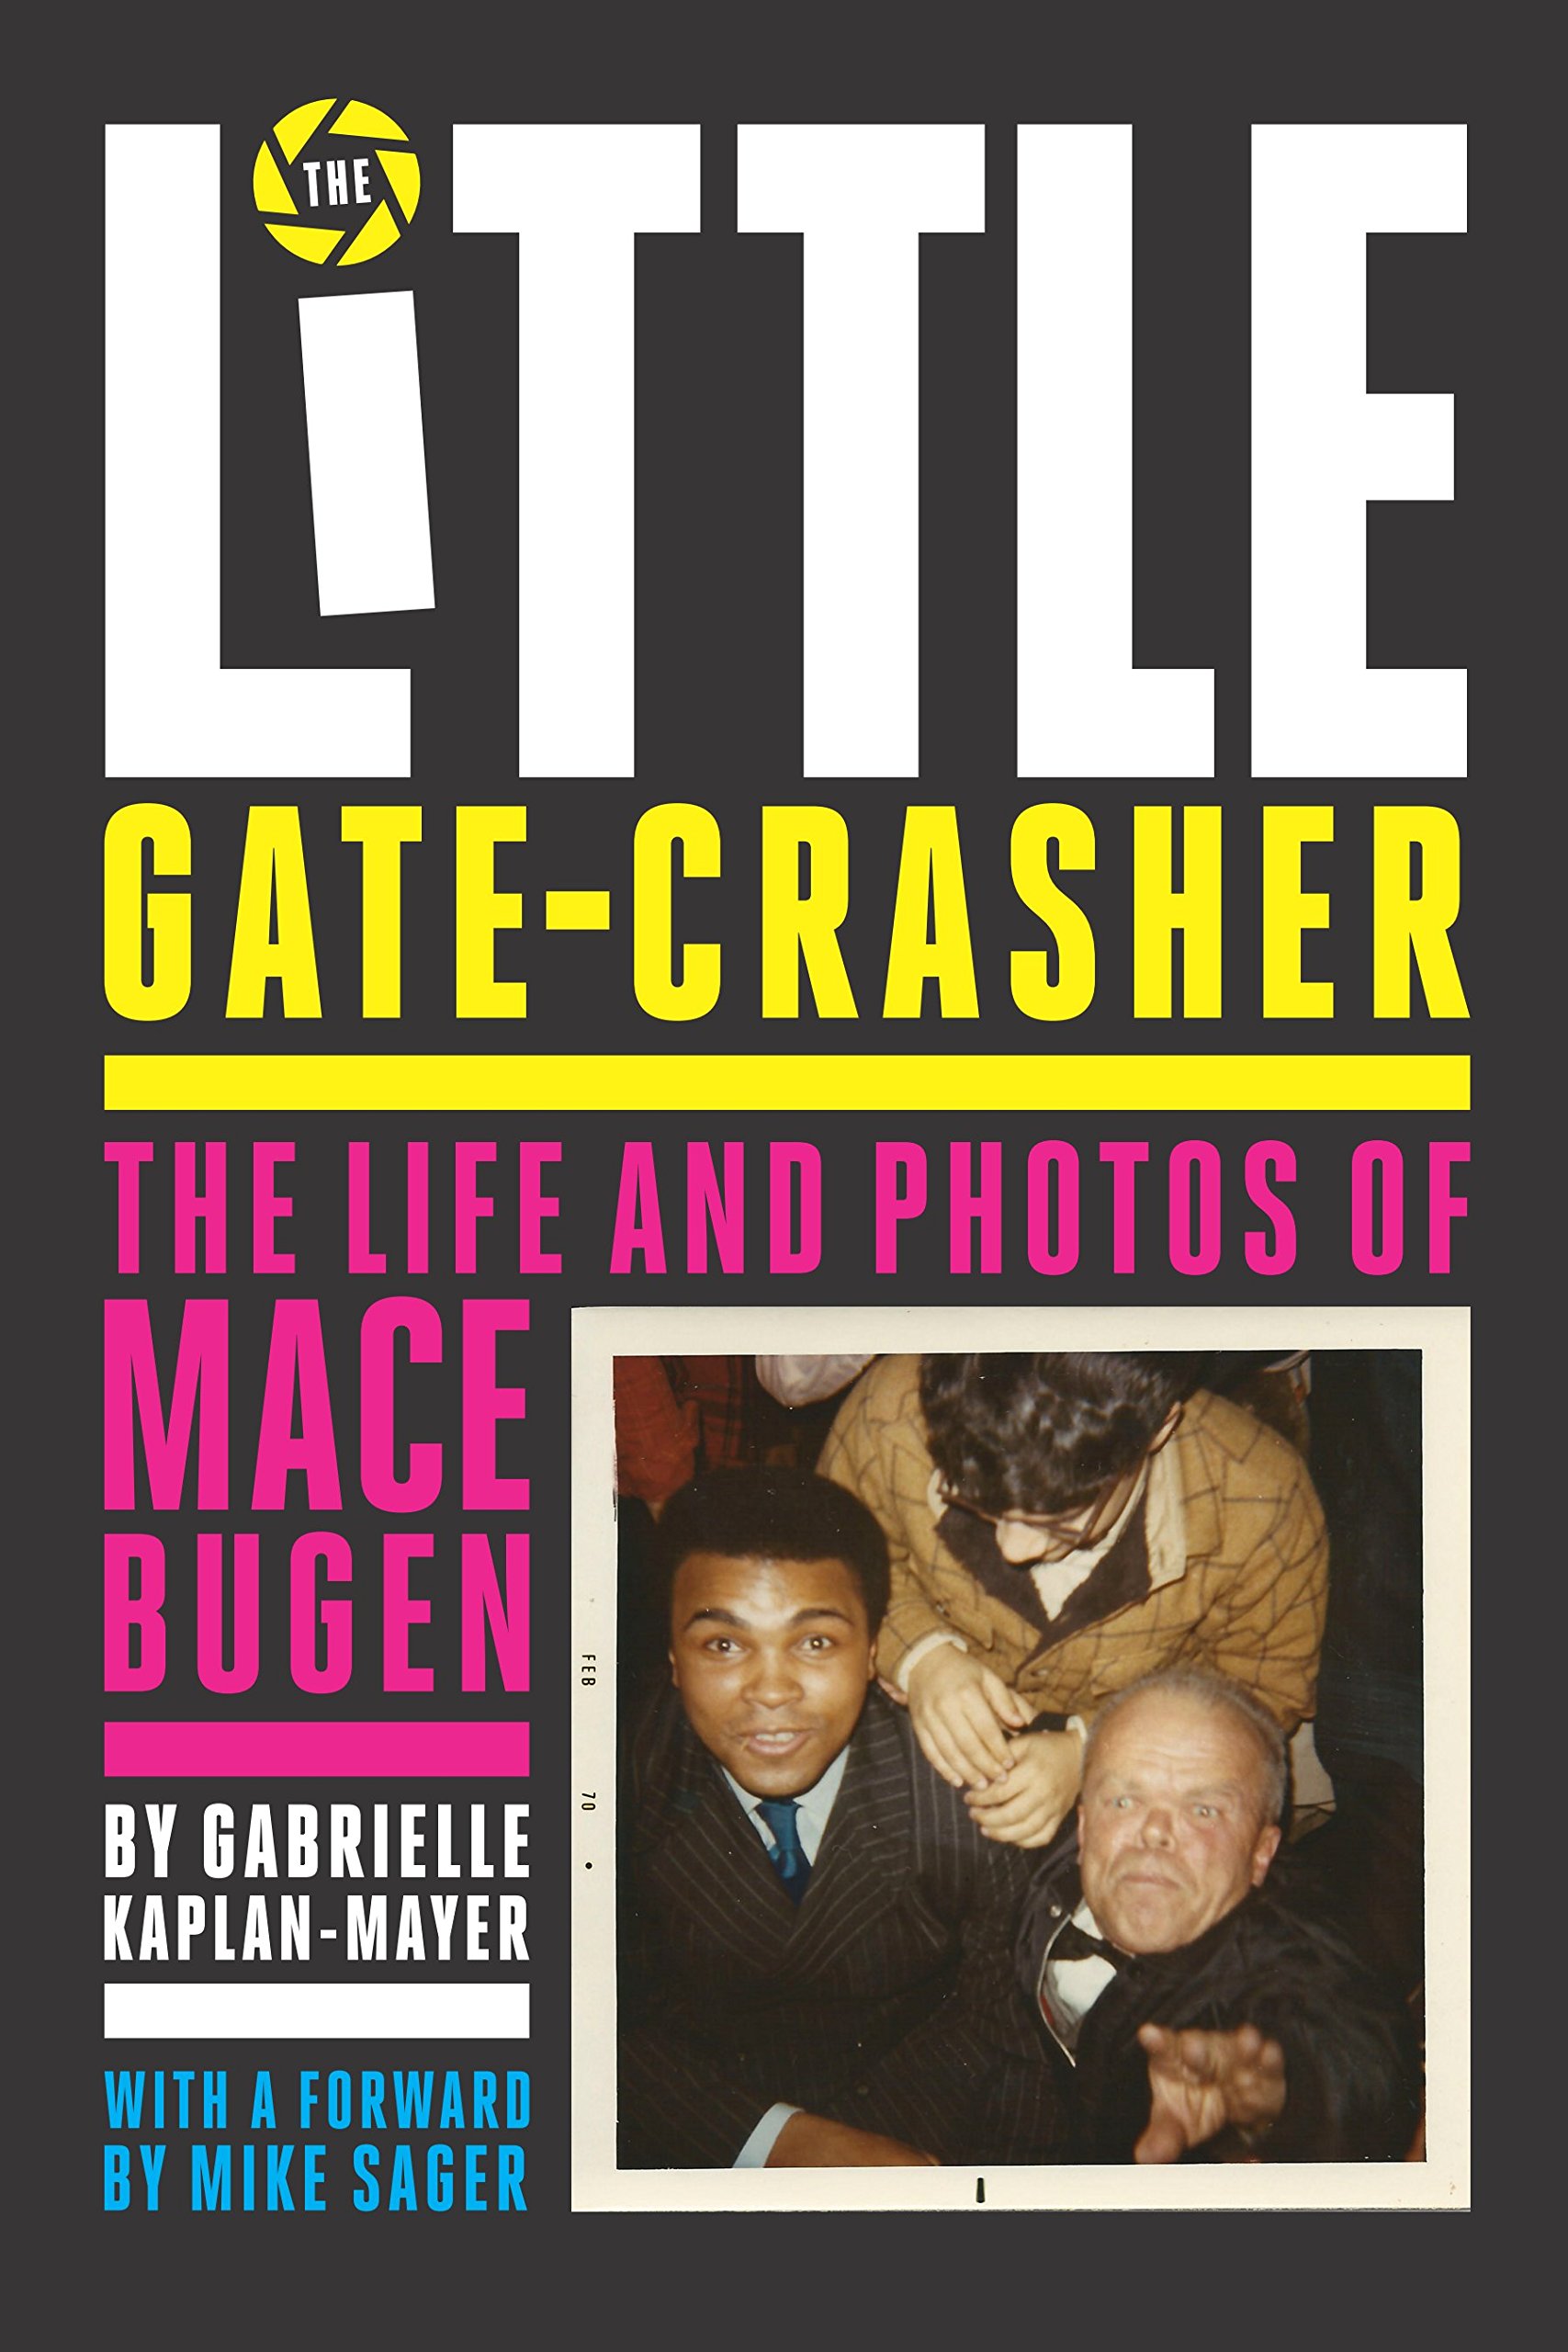 THE
LiTTLE
GATE-CRASHER
THE LIFE AND PHOTOS OF
MACE
BUGEN
BY GABRIELLE
KAPLAN-MAYER
WITH A FORWARD
BY MIKE SAGER
FEB 70